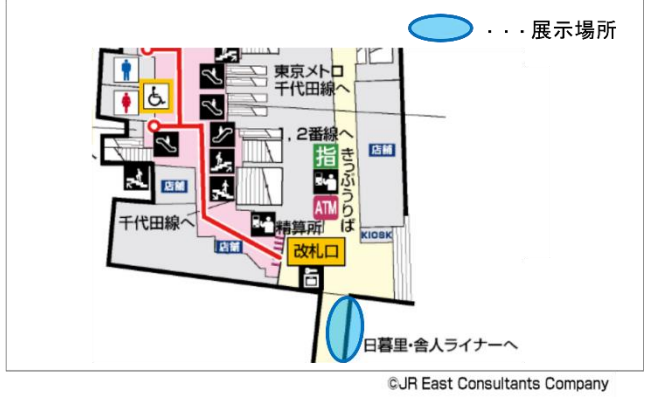 ・・・展示場所
東京メトロ
千代田線へ
1,2番線へ
指
きっぷうりば
店舗
店舗
ATM
千代田線へ
精算所
店舗
KIOSK
改札口
日暮里・舎人ライナーへ
©JR East Consultants Company